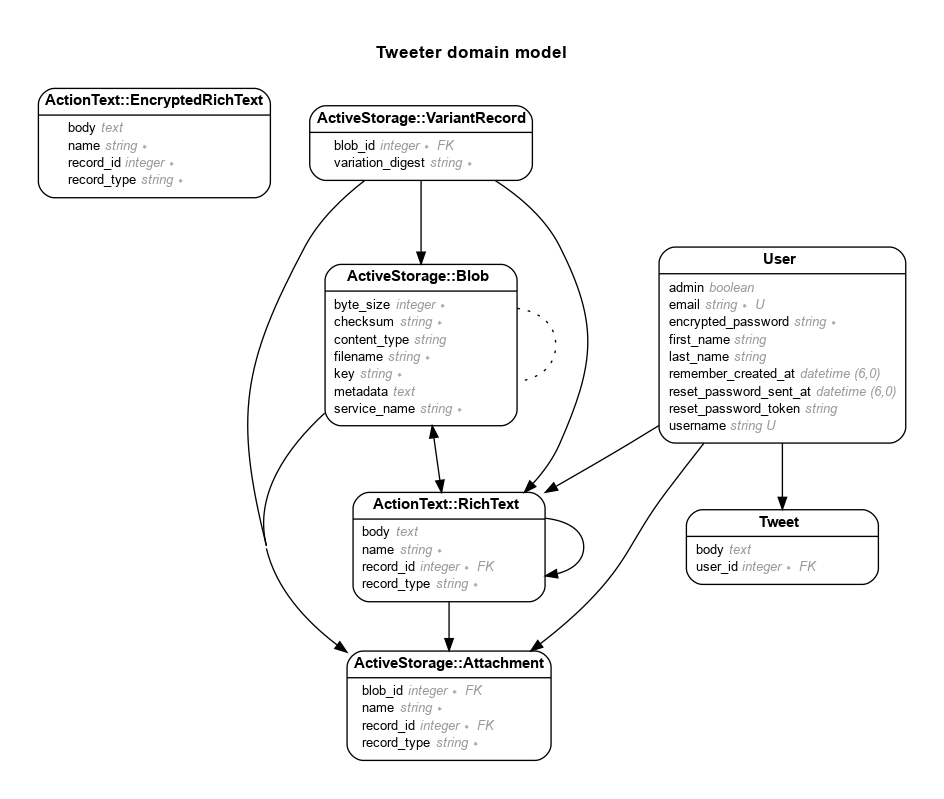 Tweeter domain model
ActionText::EncryptedRichText
body text
name string •
record_id integer •
record_type string •
ActiveStorage::VariantRecord
blob_id integer • FK
variation_digest string •
ActiveStorage::Blob
byte_size integer •
checksum string •
content_type string
filename string •
key string •
metadata text
service_name string •
User
admin boolean
email string • U
encrypted_password string •
first_name string
last_name string
remember_created_at datetime (6,0)
reset_password_sent_at datetime (6,0)
reset_password_token string
username string U
ActionText::RichText
body text
name string •
record_id integer • FK
record_type string •
Tweet
body text
user_id integer • FK
ActiveStorage::Attachment
blob_id integer • FK
name string •
record_id integer • FK
record_type string •